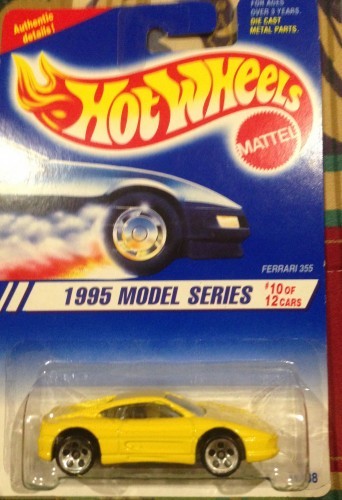 Authentic
details!
FOR AGES
OVER 3 YEARS.
DIE CAST
METAL PARTS.
HOT WHEELS
MATTEL
FERRARI 355
1995 MODEL SERIES
#10 OF
12 CARS